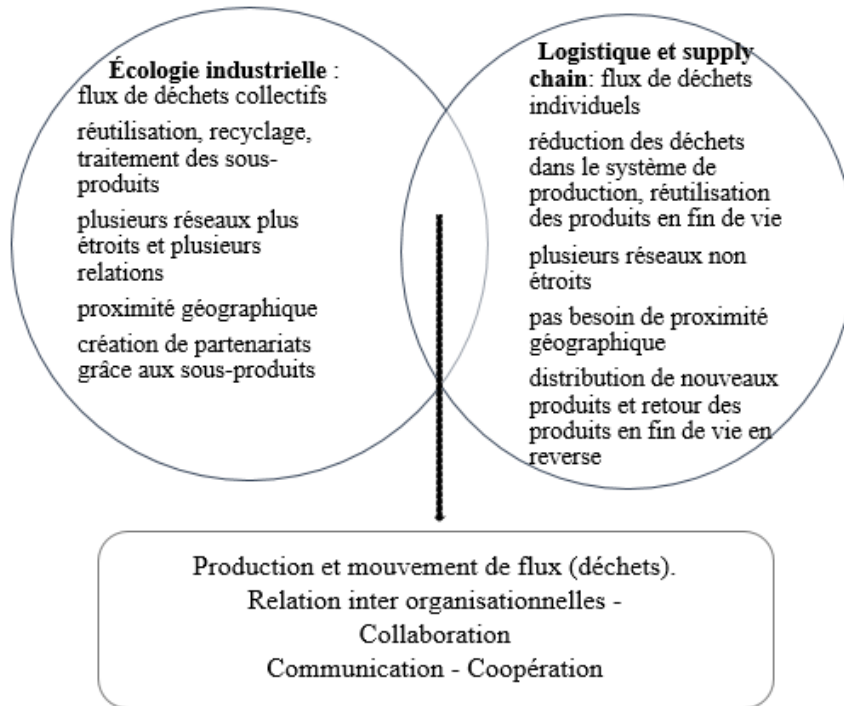 Écologie industrielle :
flux de déchets collectifs
réutilisation, recyclage,
traitement des sous-
produits
plusieurs réseaux plus
étroits et plusieurs
relations
proximité géographique
création de partenariats
grâce aux sous-produits
Logistique et supply
chain: flux de déchets
individuels
réduction des déchets
dans le système de
production, réutilisation
des produits en fin de vie
plusieurs réseaux non
étroits
pas besoin de proximité
géographique
distribution de nouveaux
produits et retour des
produits en fin de vie en
reverse
Production et mouvement de flux (déchets).
Relation inter organisationnelles -
Collaboration
Communication - Coopération